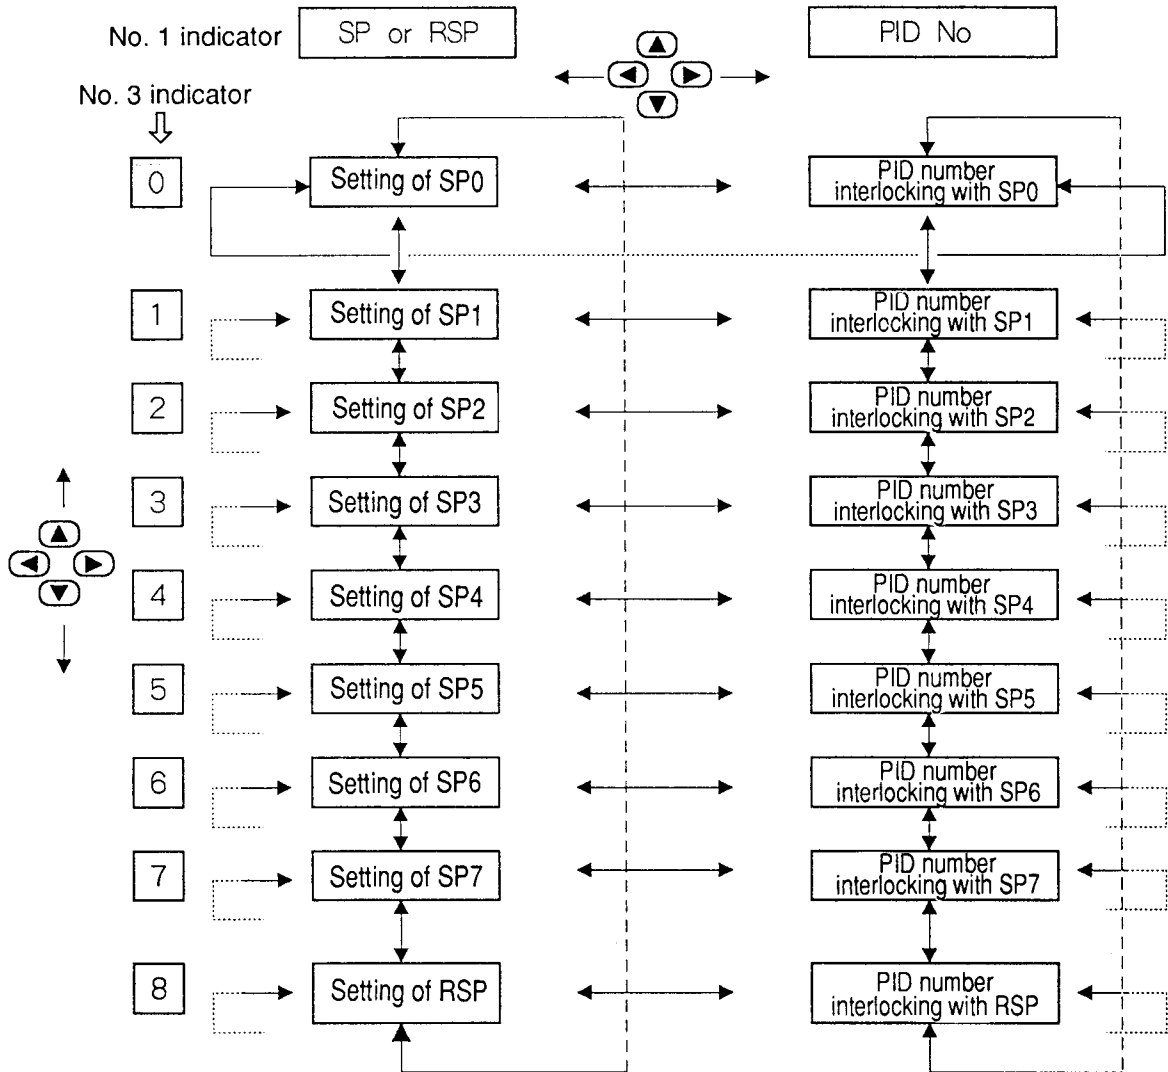 No. 1 indicator
SP or RSP
PID No
No. 3 indicator
0
Setting of SP0
PID number
interlocking with SP0
1
Setting of SP1
PID number
interlocking with SP1
2
Setting of SP2
PID number
interlocking with SP2
3
Setting of SP3
PID number
interlocking with SP3
4
Setting of SP4
PID number
interlocking with SP4
5
Setting of SP5
PID number
interlocking with SP5
6
Setting of SP6
PID number
interlocking with SP6
7
Setting of SP7
PID number
interlocking with SP7
8
Setting of RSP
PID number
interlocking with RSP